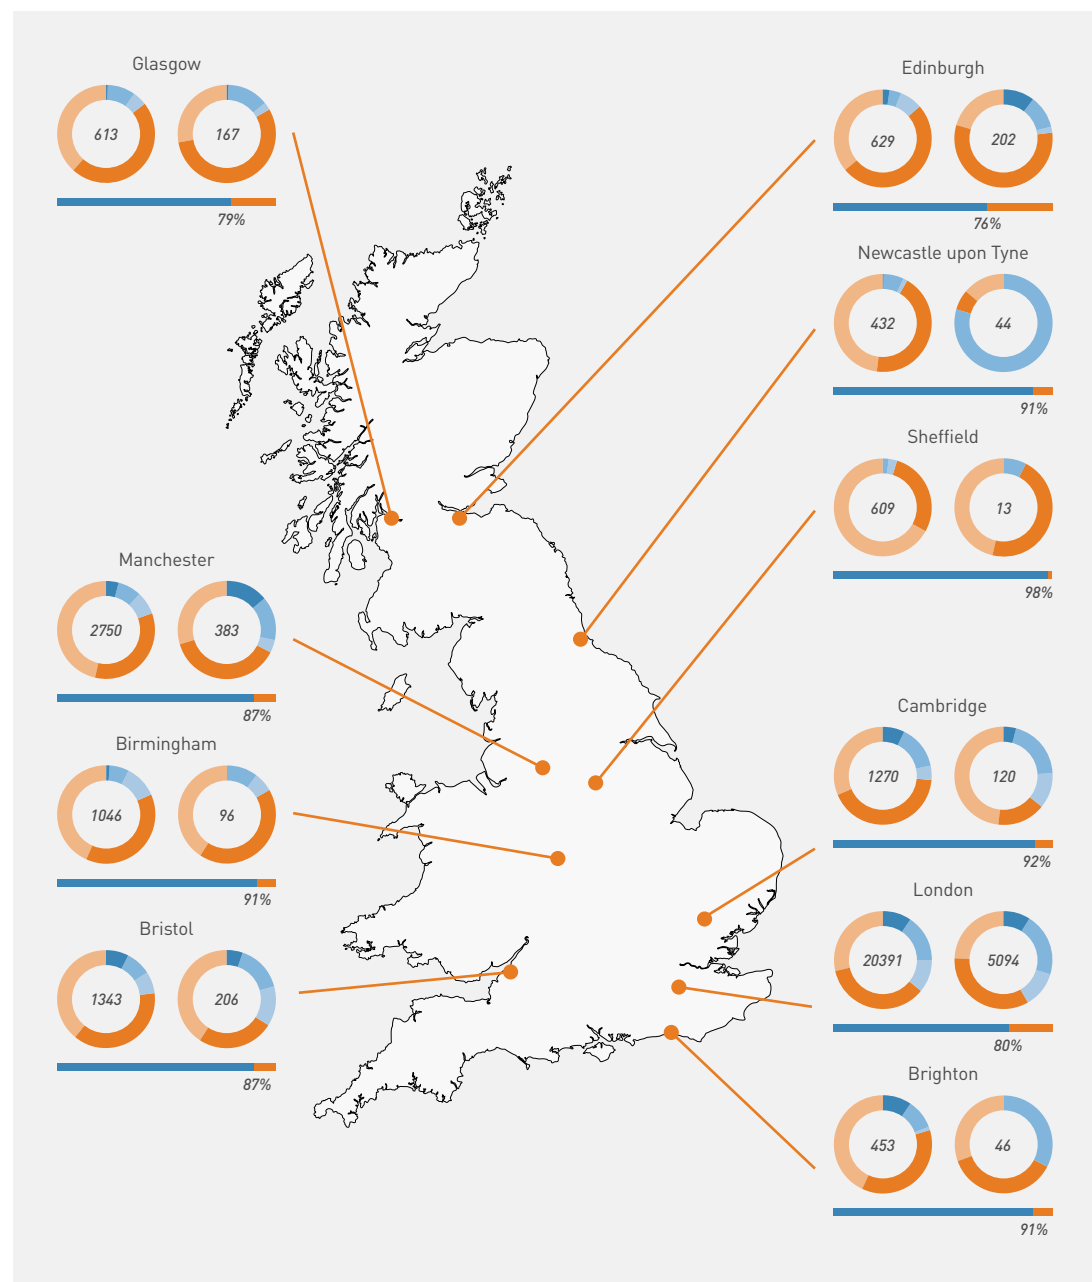 Glasgow
613 167
79%
Edinburgh
629 202
76%
Newcastle upon Tyne
432 44
91%
Sheffield
609 13
98%
Manchester
2750 383
87%
Birmingham
1046 96
91%
Bristol
1343 206
87%
Cambridge
1270 120
92%
London
20391 5094
80%
Brighton
453 46
91%